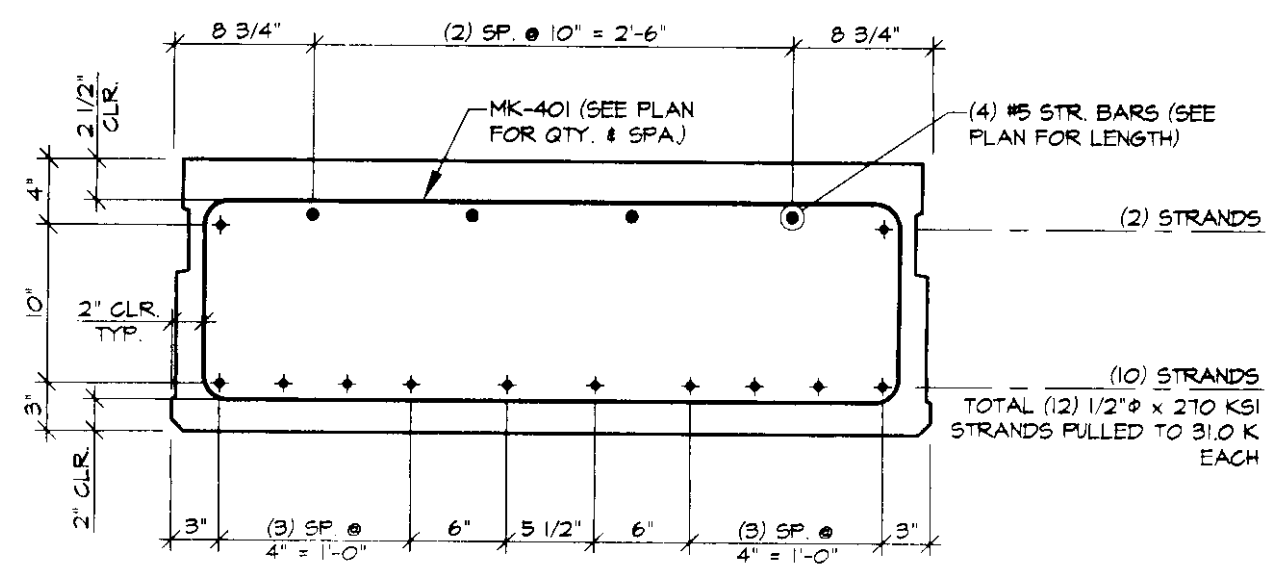 8 3/4"
(2) SP. @ 10" = 2'-6"
8 3/4"
2 1/2"
CLR.
MK-401 (SEE PLAN
FOR QTY. & SPA.)
(4) #5 STR. BARS (SEE
PLAN FOR LENGTH)
4"
(2) STRANDS
10"
2" CLR.
TYP.
(10) STRANDS
TOTAL (12) 1/2"Φ x 270 KSI
STRANDS PULLED TO 31.0 K
EACH
3"
2" CLR.
3"
(3) SP. @
4" = 1'-0"
6"
5 1/2"
6"
(3) SP. @
4" = 1'-0"
3"